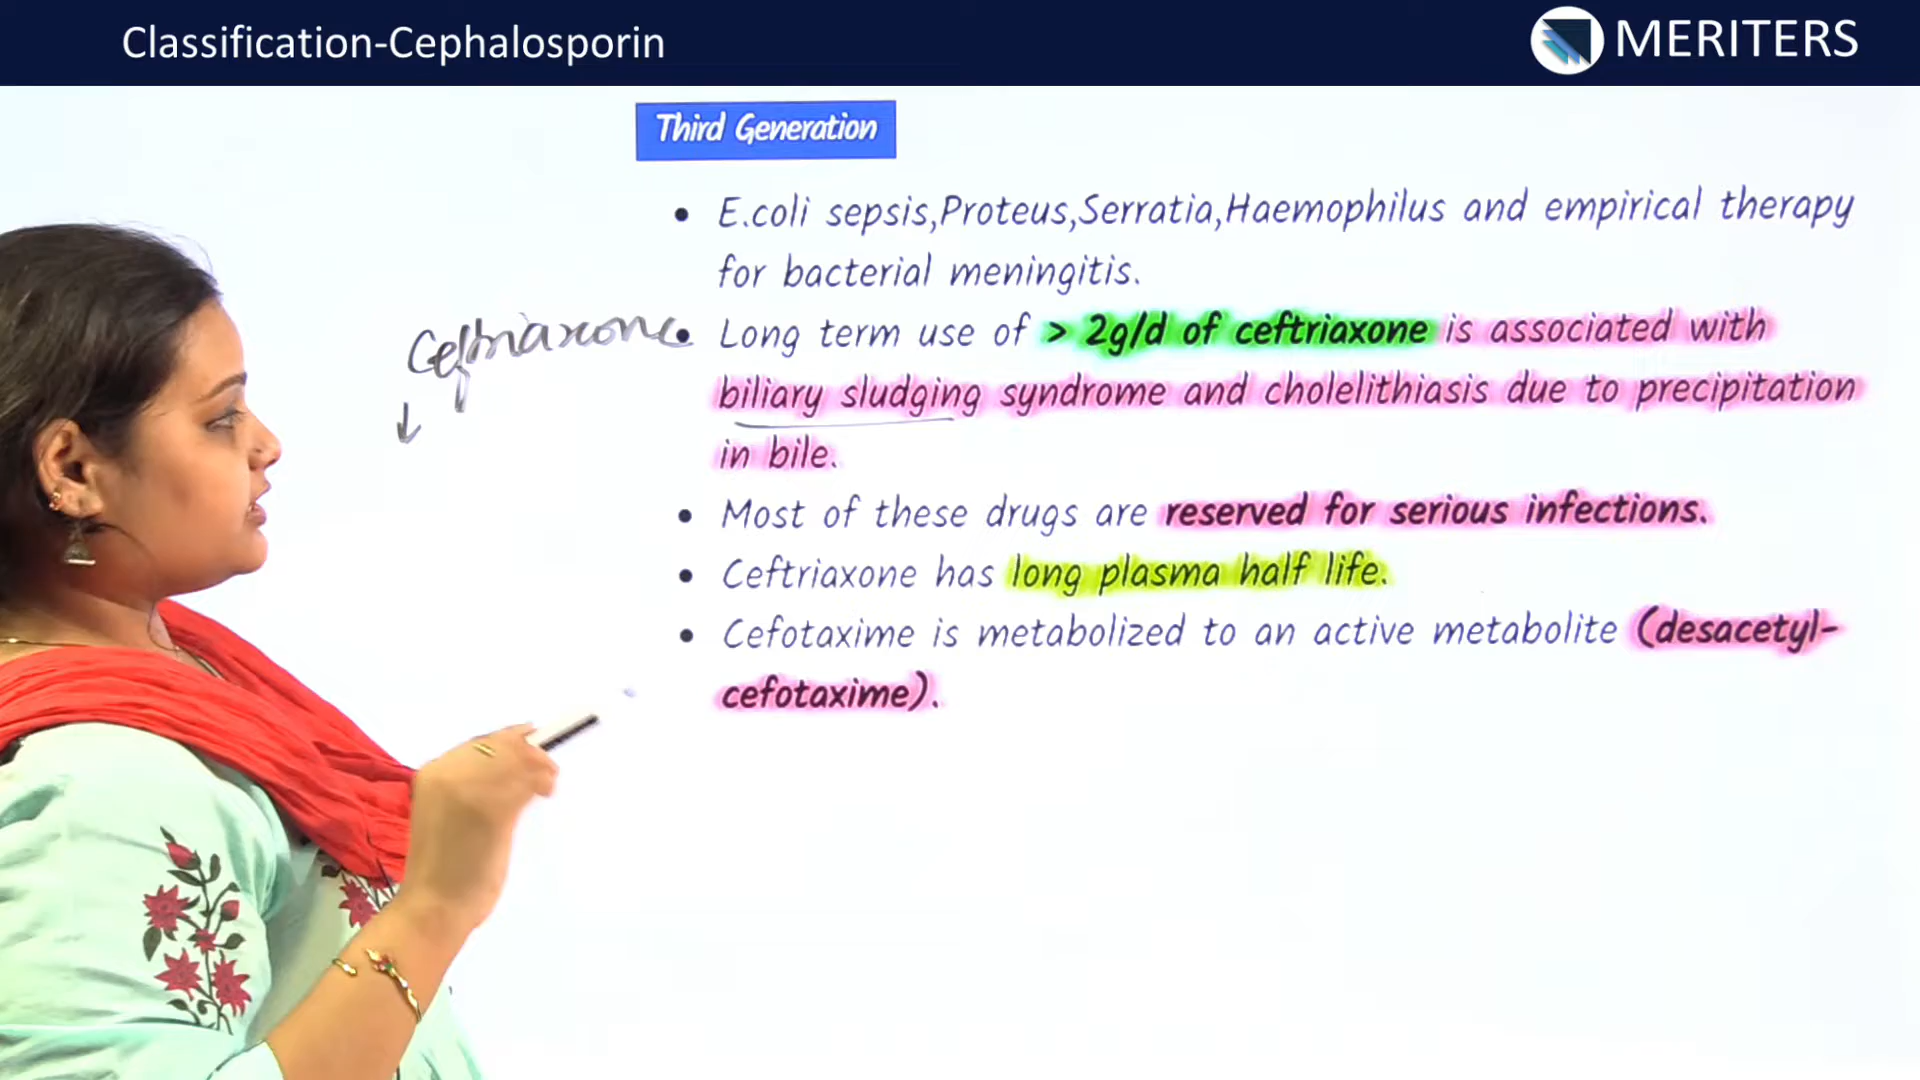 Classification-Cephalosporin
MERITERS
Third Generation
• E.coli sepsis,Proteus,Serratia,Haemophilus and empirical therapy
for bacterial meningitis.
Ceftriaxone
• Long term use of > 2g/d of ceftriaxone is associated with
biliary sludging syndrome and cholelithiasis due to precipitation
in bile.
• Most of these drugs are reserved for serious infections.
• Ceftriaxone has long plasma half life.
• Cefotaxime is metabolized to an active metabolite (desacetyl-
cefotaxime).